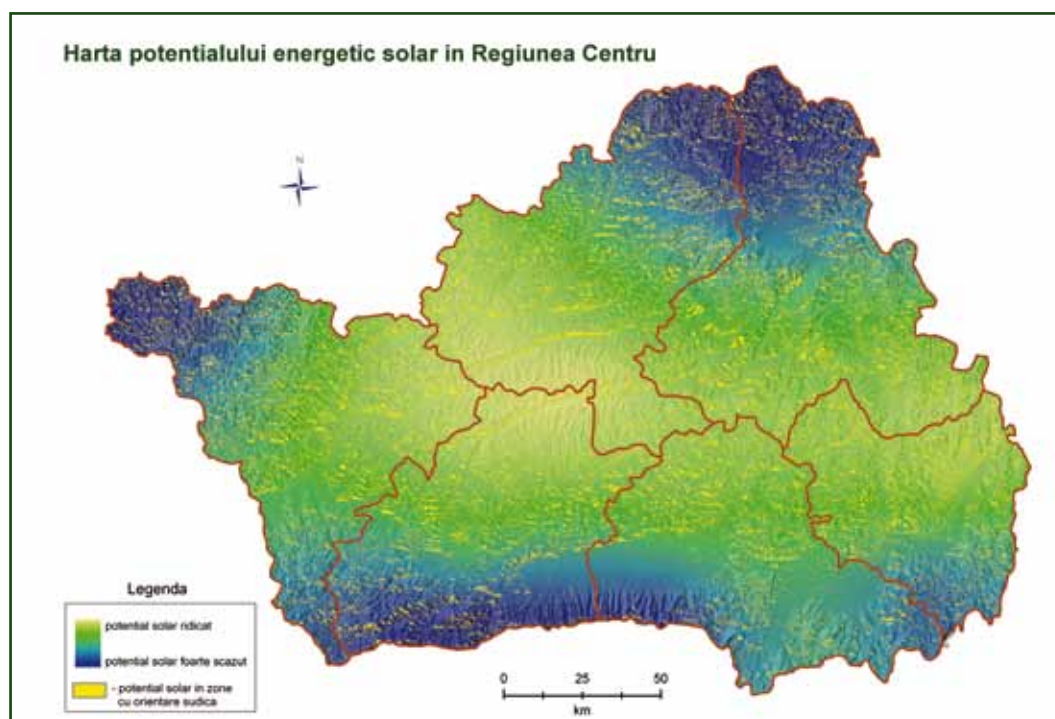 Harta potentialului energetic solar in Regiunea Centru
N
Legenda
potential solar ridicat
potential solar foarte scazut
- potential solar in zone
cu orientare sudica
0 25 50
km